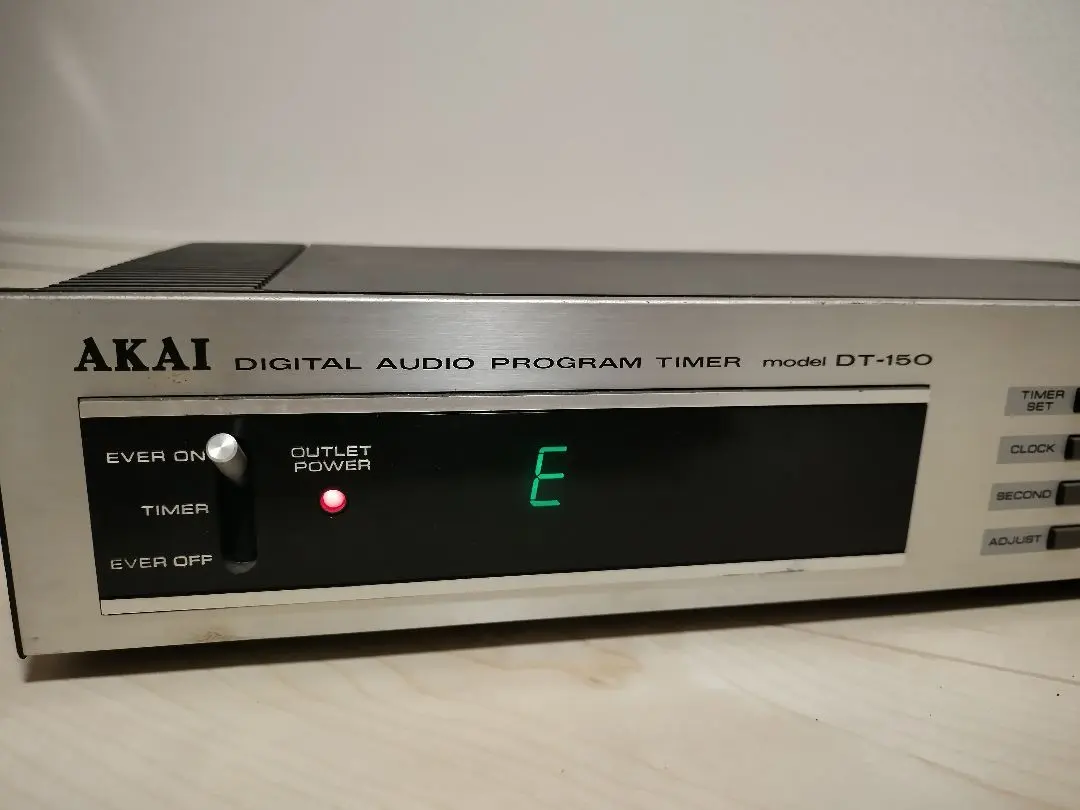 AKAI DIGITAL AUDIO PROGRAM TIMER model DT-150
EVER ON
TIMER
EVER OFF
OUTLET
POWER
E
TIMER
SET
CLOCK
SECOND
ADJUST